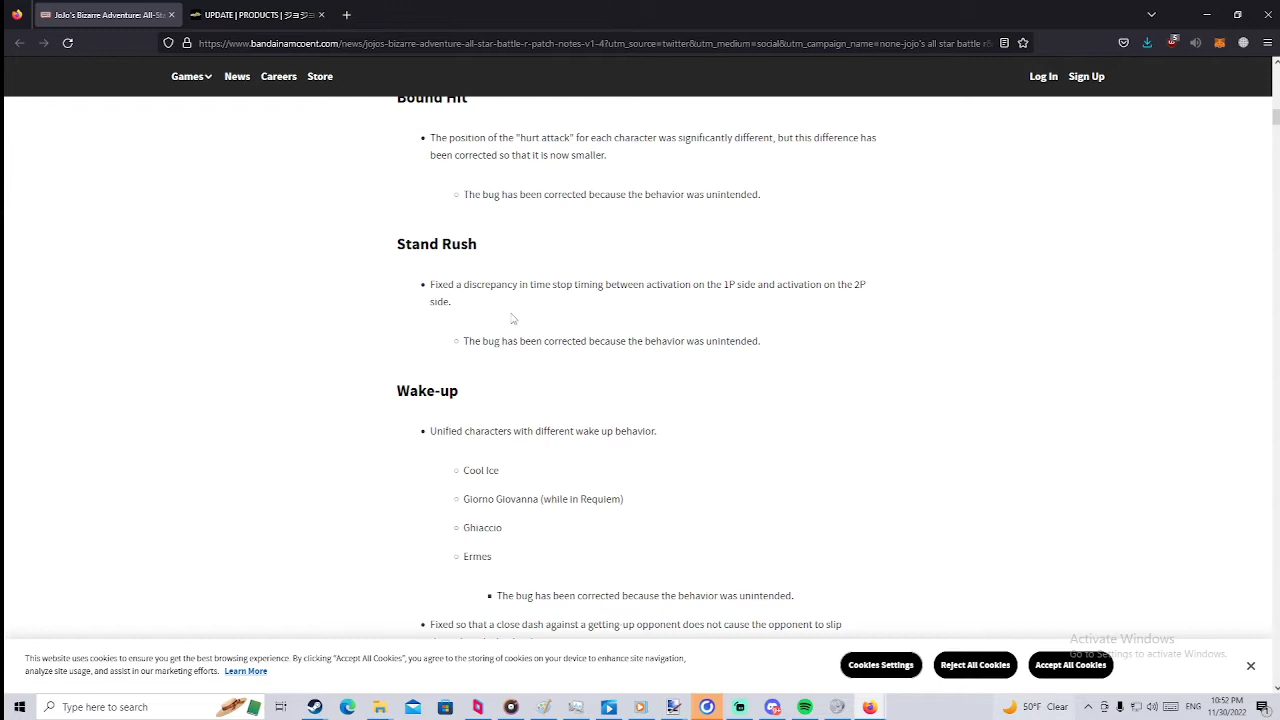 Jojo's Bizarre Adventure: All-Sta
UPDATE | PRODUCTS | ジョジョ
https://www.bandainamcoent.com/news/jojos-bizarre-adventure-all-star-battle-r-patch-notes-v1-4?utm_source=twitter&utm_medium=social&utm_campaign_name=none-jojo's all star battle r
Games
News
Careers
Store
Log In
Sign Up
Bound Hit
The position of the "hurt attack" for each character was significantly different, but this difference has
been corrected so that it is now smaller.
The bug has been corrected because the behavior was unintended.
Stand Rush
Fixed a discrepancy in time stop timing between activation on the 1P side and activation on the 2P
side.
The bug has been corrected because the behavior was unintended.
Wake-up
Unified characters with different wake up behavior.
Cool Ice
Giorno Giovanna (while in Requiem)
Ghiaccio
Ermes
The bug has been corrected because the behavior was unintended.
Fixed so that a close dash against a getting-up opponent does not cause the opponent to slip
Activate Windows
Go to Settings to activate Windows.
This website uses cookies to ensure you get the best browsing experience. By clicking "Accept All Cookies", you agree to the storing of cookies on your device to enhance site navigation,
analyze site usage, and assist in our marketing efforts. Learn More
Cookies Settings
Reject All Cookies
Accept All Cookies
Type here to search
50°F Clear
10:52 PM
11/30/2022